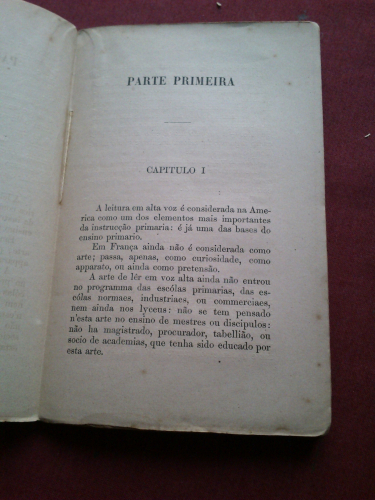 PARTE PRIMEIRA
CAPITULO I
A leitura em alta voz é considerada na Ame-
rica como um dos elementos mais importantes
da instrucção primaria: é já uma das bases do
ensino primario.
Em França ainda não é considerada como
arte; passa, apenas, como curiosidade, como
apparato, ou ainda como pretensão.
A arte de lêr em voz alta ainda não entrou
no programma das escólas primarias, das es-
cólas normaes, industriaes, ou commerciaes,
nem ainda nos lyceus: não se tem pensado
n'esta arte no ensino de mestres ou discipulos:
não ha magistrado, procurador, tabellião, ou
socio de academias, que tenha sido educado por
esta arte.